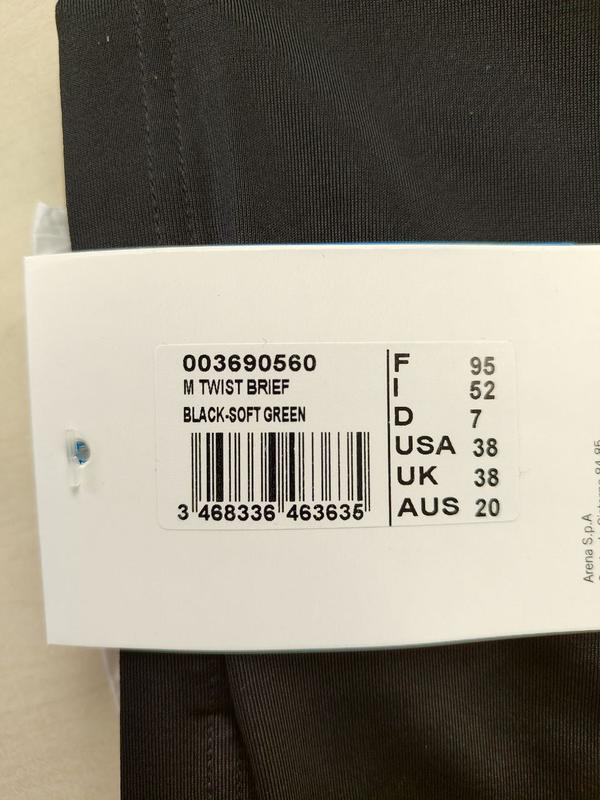 003690560
M TWIST BRIEF
BLACK-SOFT GREEN
3 468336 463635
F 95
I 52
D 7
USA 38
UK 38
AUS 20
Arena S.p.A